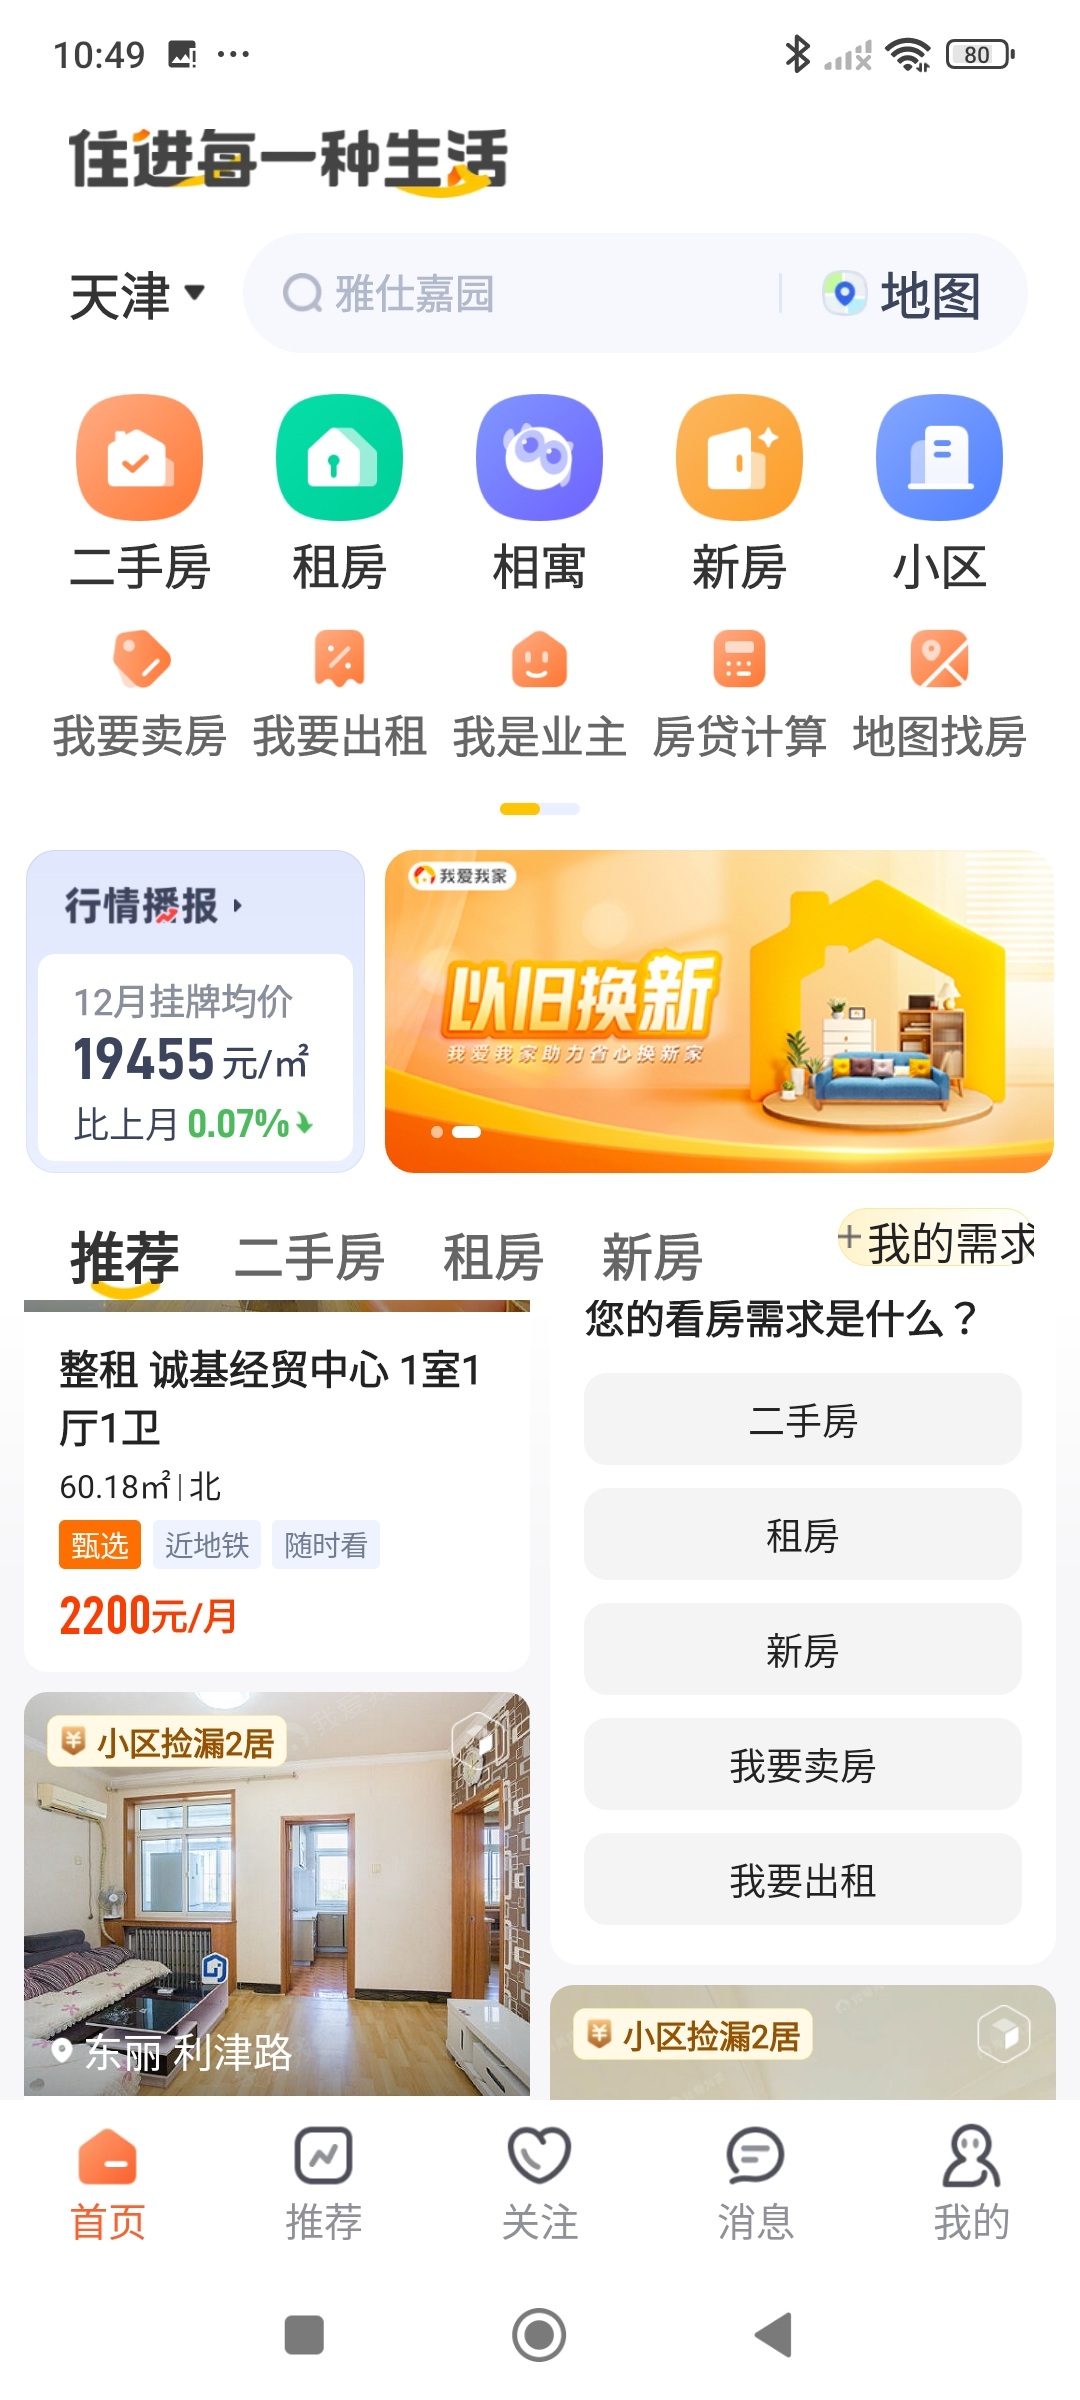 10:49
80
住进每一种生活
天津
雅仕嘉园
地图
二手房
租房
相寓
新房
小区
我要卖房
我要出租
我是业主
房贷计算
地图找房
行情播报
12月挂牌均价
19455元/㎡
比上月0.07%
我爱我家
以旧换新
我爱我家助力省心换新家
推荐
二手房
租房
新房
+我的需求
整租 诚基经贸中心 1室1
厅1卫
60.18㎡|北
甄选
近地铁
随时看
2200元/月
小区捡漏2居
东丽 利津路
您的看房需求是什么？
二手房
租房
新房
我要卖房
我要出租
小区捡漏2居
首页
推荐
关注
消息
我的